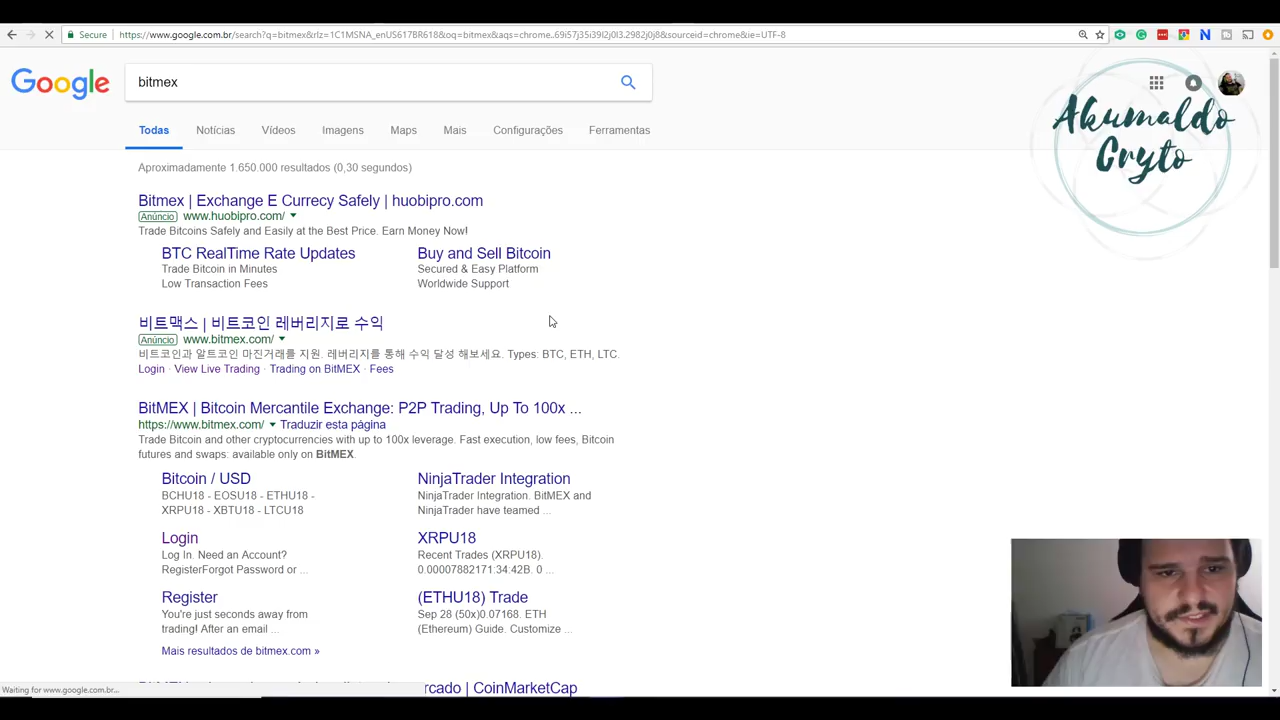 Secure https://www.google.com.br/search?q=bitmex&rlz=1C1MSNA_enUS617BR618&oq=bitmex&aqs=chrome..69i57j35i39l2j0l3.2982j0j8&sourceid=chrome&ie=UTF-8
Google
bitmex
Todas Notícias Vídeos Imagens Maps Mais Configurações Ferramentas
Akumaldo
Cryto
Aproximadamente 1.650.000 resultados (0,30 segundos)
Bitmex | Exchange E Currecy Safely | huobipro.com
Anúncio www.huobipro.com/
Trade Bitcoins Safely and Easily at the Best Price. Earn Money Now!
BTC RealTime Rate Updates
Trade Bitcoin in Minutes
Low Transaction Fees
Buy and Sell Bitcoin
Secured & Easy Platform
Worldwide Support
비트맥스 | 비트코인 레버리지로 수익
Anúncio www.bitmex.com/
비트코인과 알트코인 마진거래를 지원. 레버리지를 통해 수익 달성 해보세요. Types: BTC, ETH, LTC.
Login · View Live Trading · Trading on BitMEX · Fees
BitMEX | Bitcoin Mercantile Exchange: P2P Trading, Up To 100x ...
https://www.bitmex.com/ Traduzir esta página
Trade Bitcoin and other cryptocurrencies with up to 100x leverage. Fast execution, low fees, Bitcoin
futures and swaps: available only on BitMEX.
Bitcoin / USD
BCHU18 - EOSU18 - ETHU18 -
XRPU18 - XBTU18 - LTCU18
NinjaTrader Integration
NinjaTrader Integration. BitMEX and
NinjaTrader have teamed ...
Login
Log In. Need an Account?
RegisterForgot Password or ...
XRPU18
Recent Trades (XRPU18).
0.00007882171:34:42B. 0 ...
Register
You're just seconds away from
trading! After an email ...
(ETHU18) Trade
Sep 28 (50x)0.07168. ETH
(Ethereum) Guide. Customize ...
Mais resultados de bitmex.com »
rcado | CoinMarketCap
Waiting for www.google.com.br...